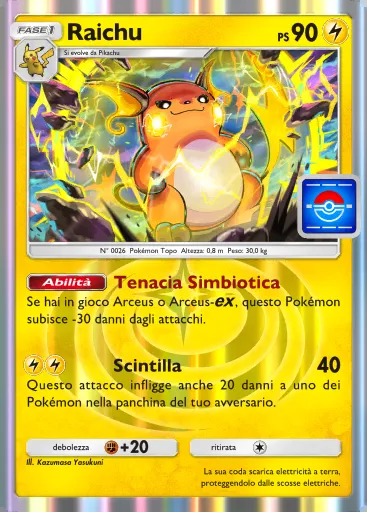 FASE 1
Raichu
PS 90
Si evolve da Pikachu
N° 0026 Pokémon Topo Altezza: 0,8 m Peso: 30,0 kg
Abilità Tenacia Simbiotica
Se hai in gioco Arceus o Arceus-ex, questo Pokémon
subisce -30 danni dagli attacchi.
Scintilla 40
Questo attacco infligge anche 20 danni a uno dei
Pokémon nella panchina del tuo avversario.
debolezza +20 ritirata
Ill. Kazumasa Yasukuni
La sua coda scarica elettricità a terra,
proteggendolo dalle scosse elettriche.